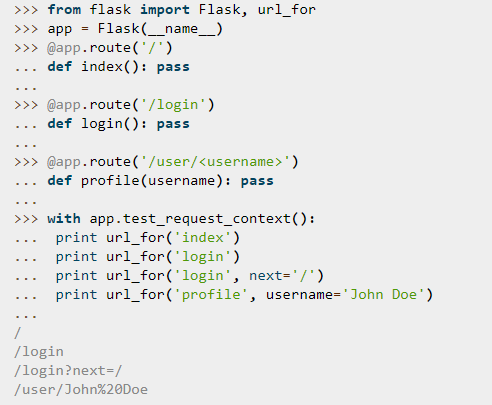 >>> from flask import Flask, url_for
>>> app = Flask(__name__)
>>> @app.route('/')
... def index(): pass
...
>>> @app.route('/login')
... def login(): pass
...
>>> @app.route('/user/<username>')
... def profile(username): pass
...
>>> with app.test_request_context():
...  print url_for('index')
...  print url_for('login')
...  print url_for('login', next='/')
...  print url_for('profile', username='John Doe')
...
/
/login
/login?next=/
/user/John%20Doe